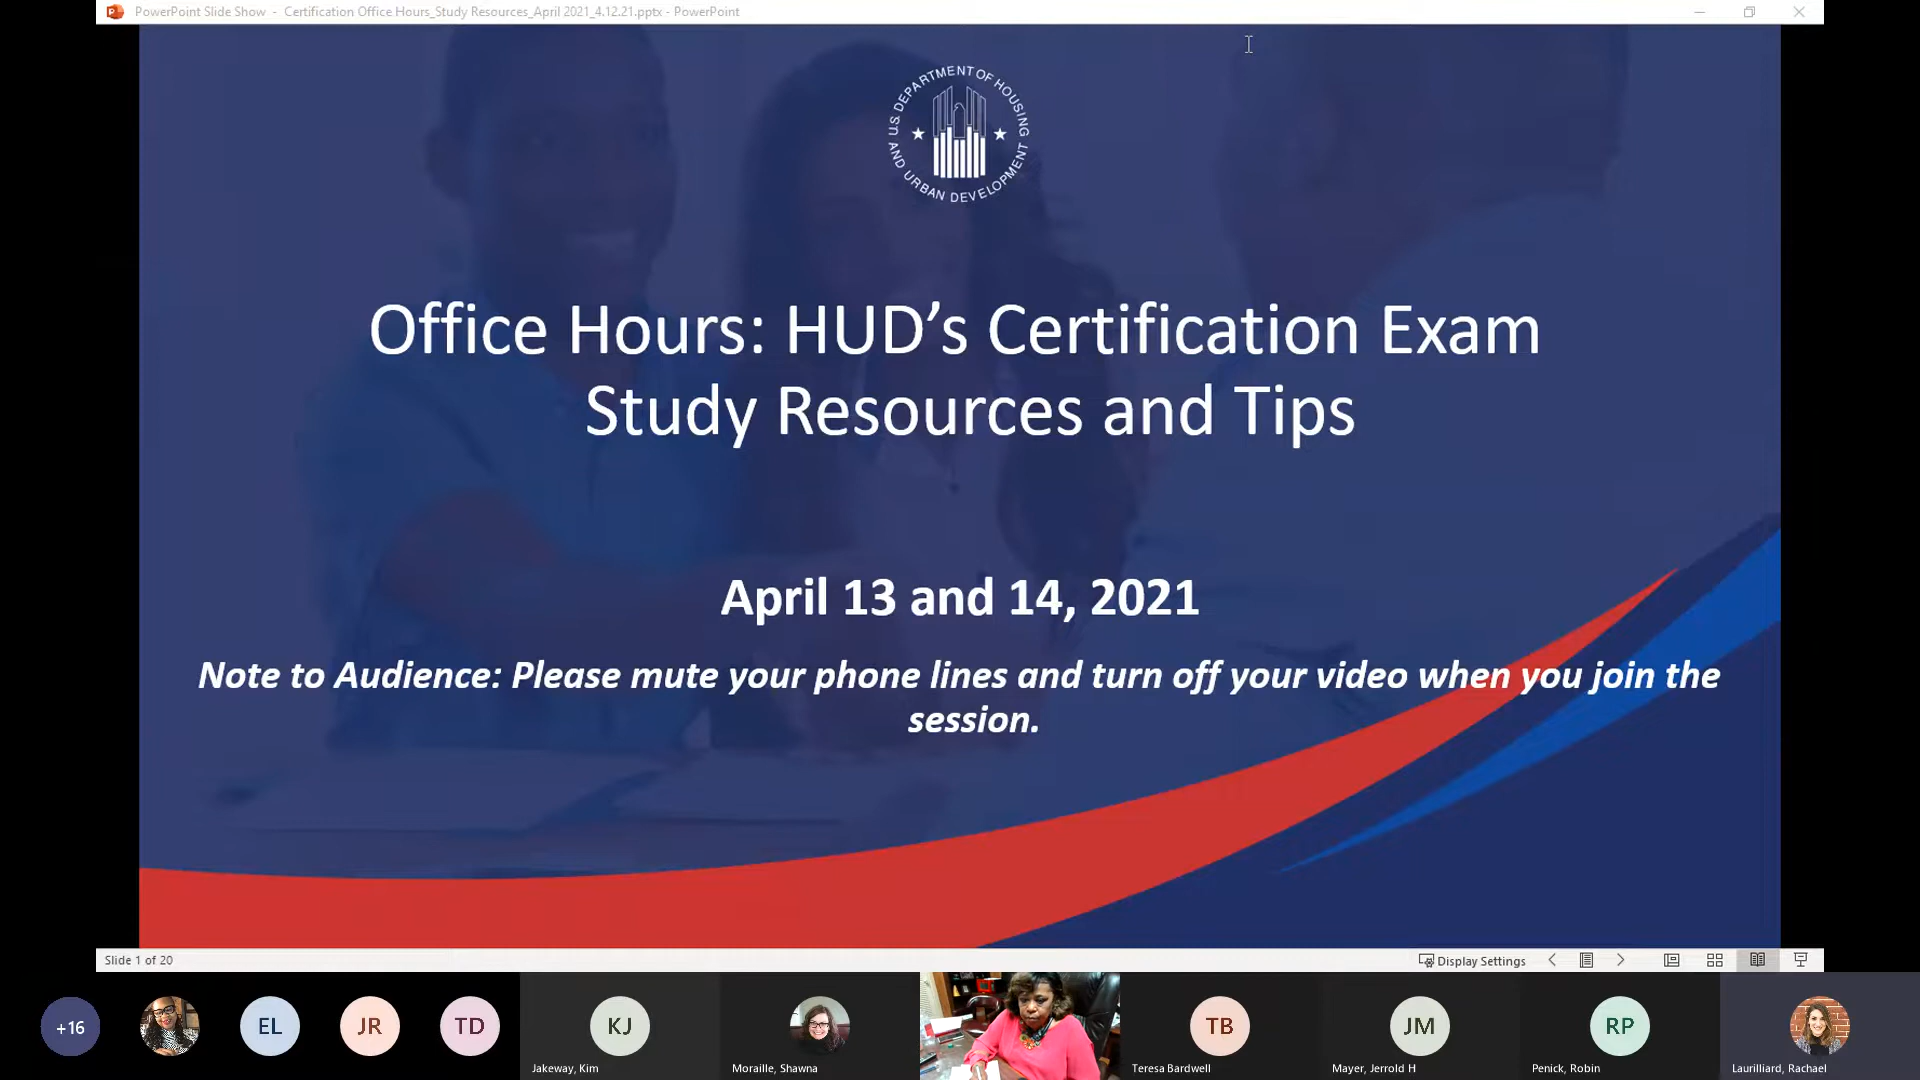 PowerPoint Slide Show - Certification Office Hours_Study Resources_April 2021_4.12.21.pptx - PowerPoint
U.S. DEPARTMENT OF HOUSING
AND URBAN DEVELOPMENT
Office Hours: HUD’s Certification Exam
Study Resources and Tips
April 13 and 14, 2021
Note to Audience: Please mute your phone lines and turn off your video when you join the
session.
Slide 1 of 20
Display Settings
+16
EL
JR
TD
KJ
TB
JM
RP
Jakeway, Kim
Moraille, Shawna
Teresa Bardwell
Mayer, Jerrold H
Penick, Robin
Laurilliard, Rachael